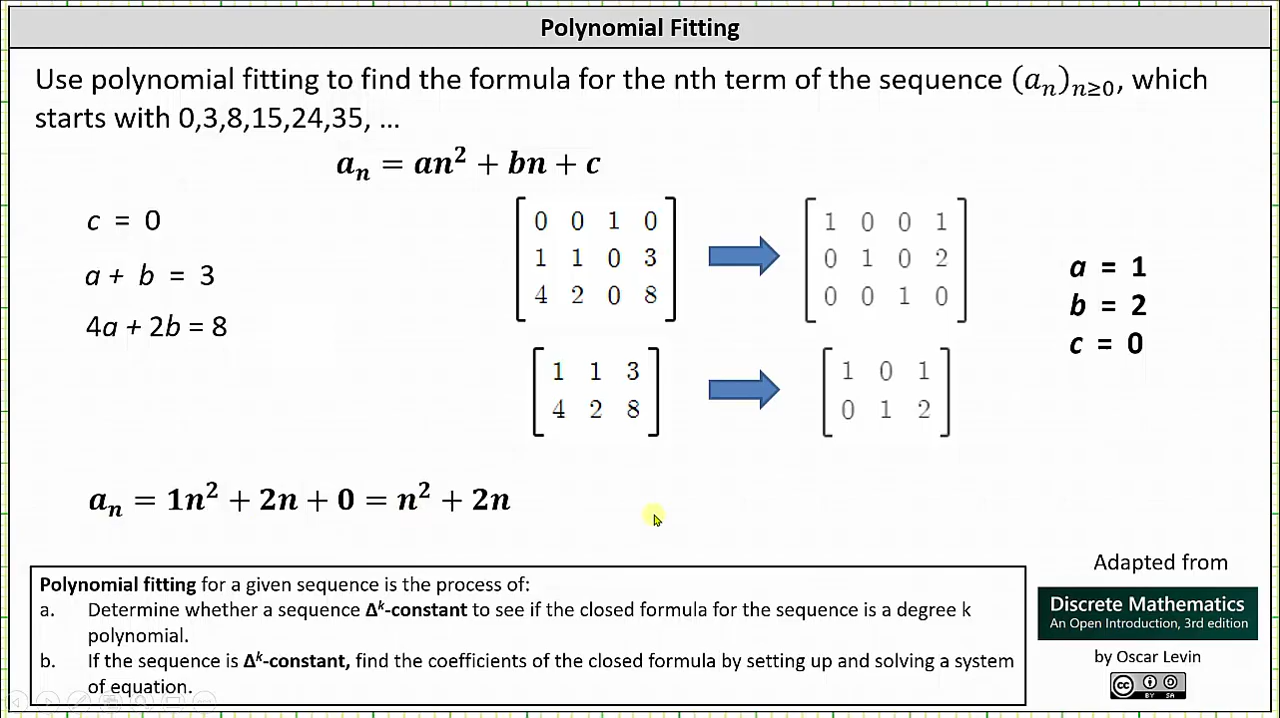 Polynomial Fitting
Use polynomial fitting to find the formula for the nth term of the sequence (aₙ)ₙ≥₀, which
starts with 0,3,8,15,24,35, ...
aₙ = an² + bn + c
c = 0
a + b = 3
4a + 2b = 8
0 0 1 0
1 1 0 3
4 2 0 8
1 0 0 1
0 1 0 2
0 0 1 0
a = 1
b = 2
c = 0
1 1 3
4 2 8
1 0 1
0 1 2
aₙ = 1n² + 2n + 0 = n² + 2n
Polynomial fitting for a given sequence is the process of:
a. Determine whether a sequence Δᵏ-constant to see if the closed formula for the sequence is a degree k
polynomial.
b. If the sequence is Δᵏ-constant, find the coefficients of the closed formula by setting up and solving a system
of equation.
Adapted from
Discrete Mathematics
An Open Introduction, 3rd edition
by Oscar Levin
cc BY SA